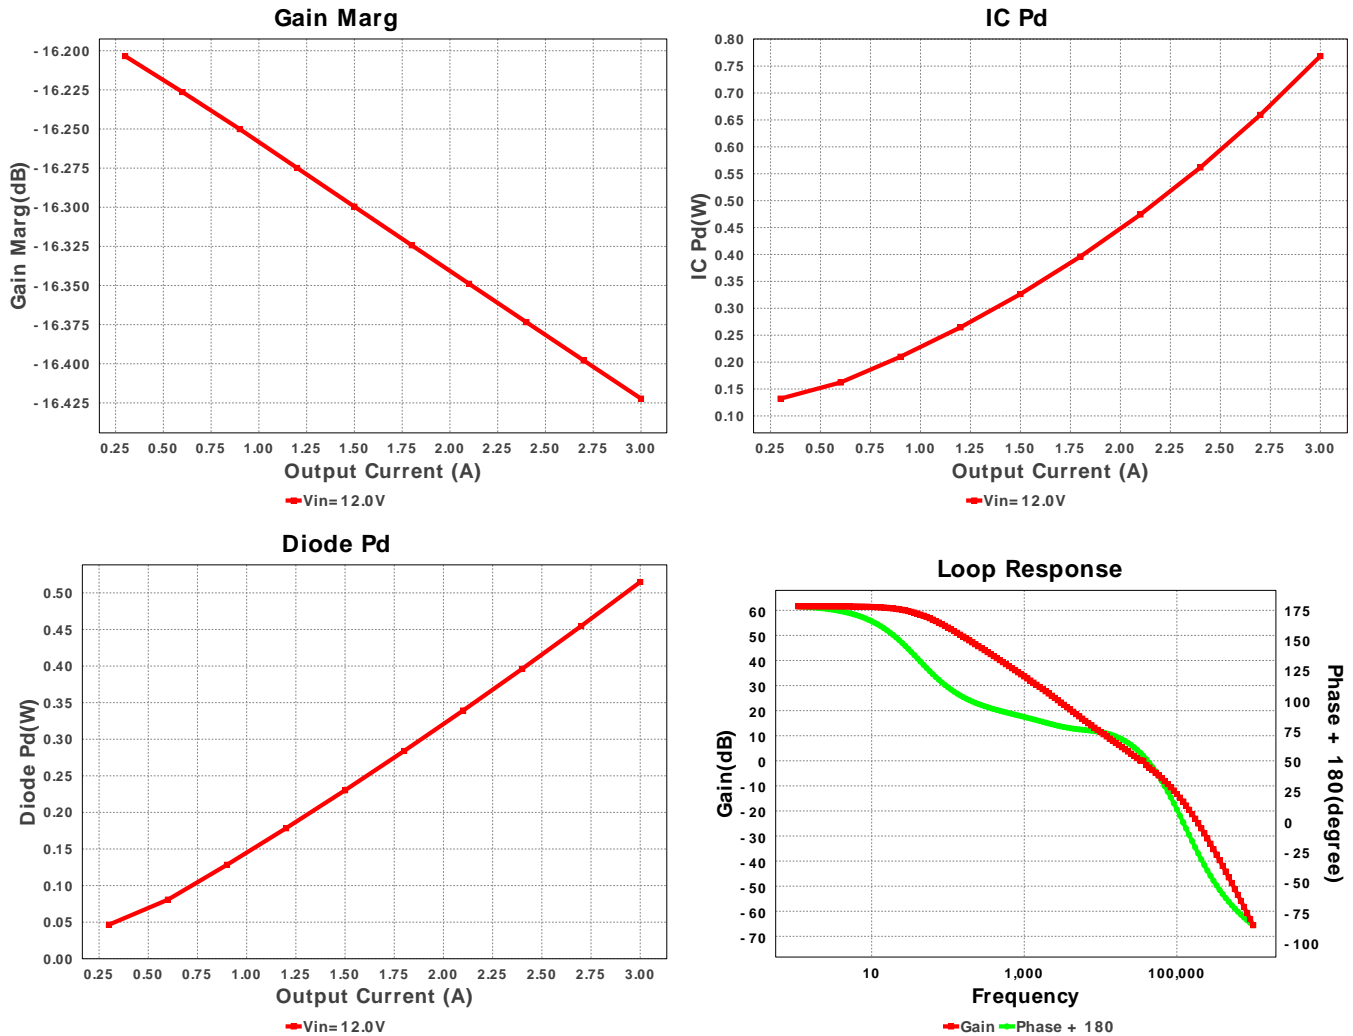 Gain Marg
- 16.200
- 16.225
- 16.250
- 16.275
- 16.300
- 16.325
- 16.350
- 16.375
- 16.400
- 16.425
Gain Marg(dB)
0.25 0.50 0.75 1.00 1.25 1.50 1.75 2.00 2.25 2.50 2.75 3.00
Output Current (A)
Vin= 12.0V
IC Pd
0.80
0.75
0.70
0.65
0.60
0.55
0.50
0.45
0.40
0.35
0.30
0.25
0.20
0.15
0.10
IC Pd(W)
0.25 0.50 0.75 1.00 1.25 1.50 1.75 2.00 2.25 2.50 2.75 3.00
Output Current (A)
Vin= 12.0V
Diode Pd
0.50
0.45
0.40
0.35
0.30
0.25
0.20
0.15
0.10
0.05
0.00
Diode Pd(W)
0.25 0.50 0.75 1.00 1.25 1.50 1.75 2.00 2.25 2.50 2.75 3.00
Output Current (A)
Vin= 12.0V
Loop Response
60
50
40
30
20
10
0
- 10
- 20
- 30
- 40
- 50
- 60
- 70
Gain(dB)
175
150
125
100
75
50
25
0
- 25
- 50
- 75
- 100
Phase + 180(degree)
10 1,000 100,000
Frequency
Gain Phase + 180